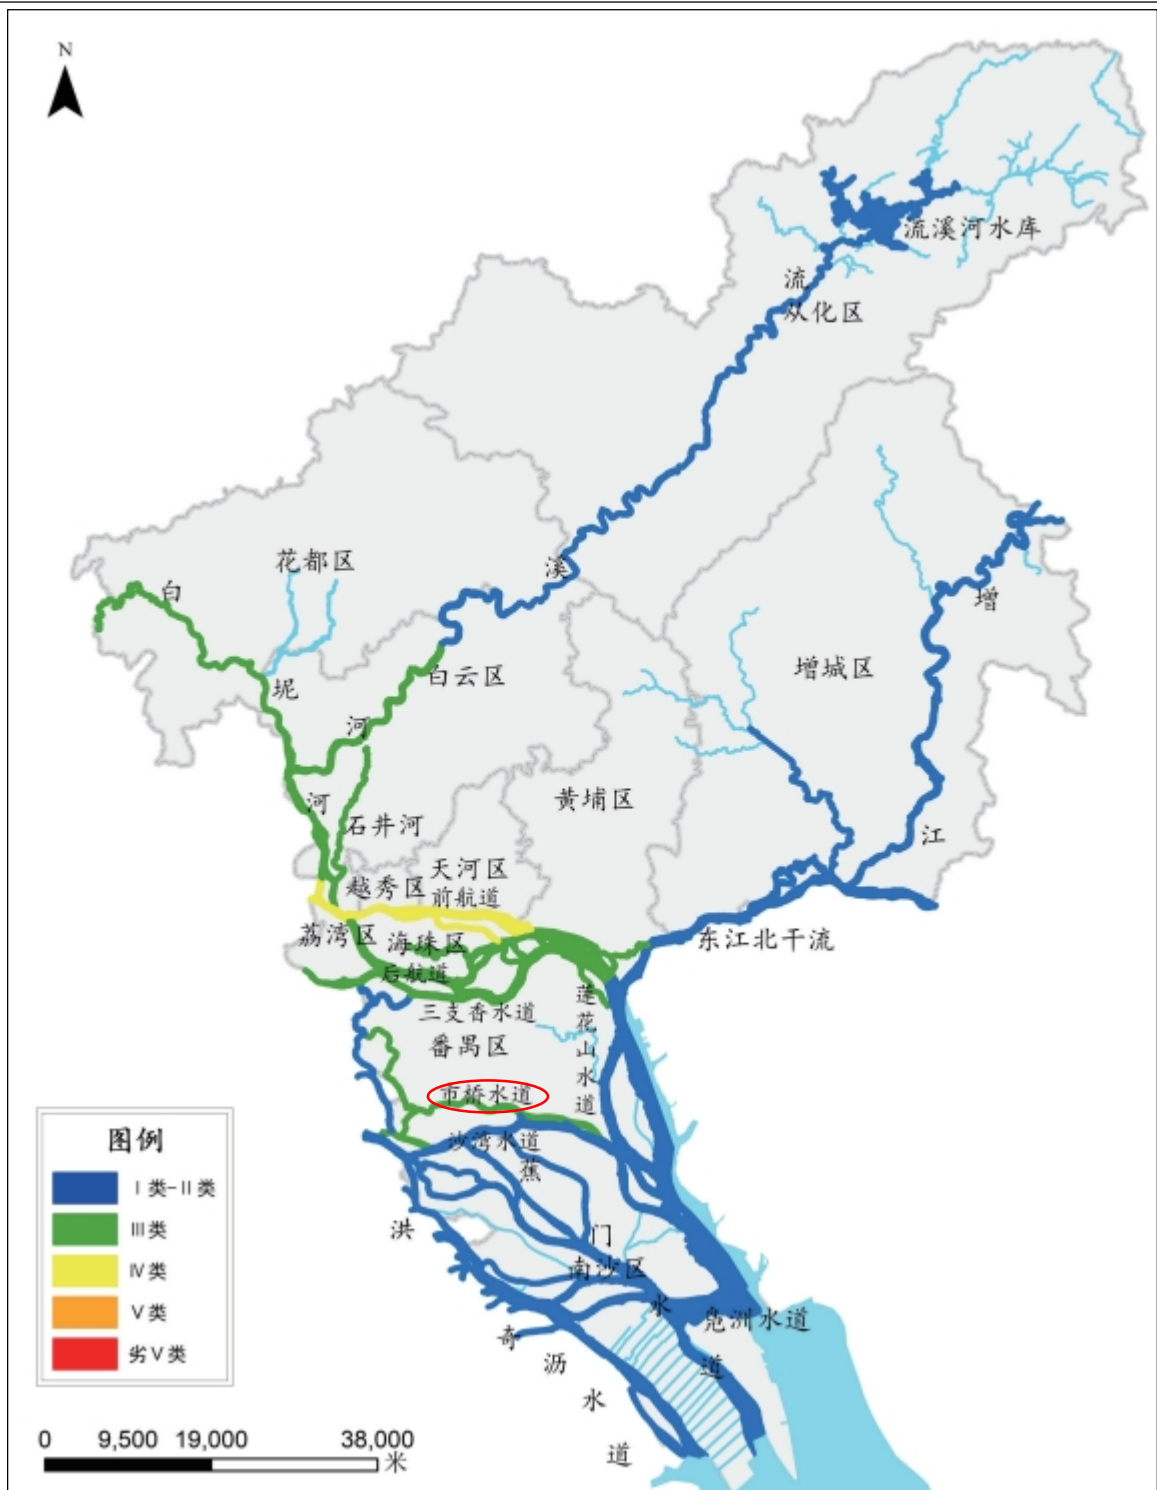 N
流溪河水库
流
从化区
花都区
溪
白
增
增城区
白云区
坭
河
黄埔区
河
石井河
江
天河区
越秀区
前航道
荔湾区
海珠区
东江北干流
后航道
莲花山水道
三支香水道
番禺区
市桥水道
沙湾水道
蕉
洪
门
南沙区
水
凫洲水道
奇
沥
道
水
道
图例
Ⅰ类-Ⅱ类
Ⅲ类
Ⅳ类
Ⅴ类
劣Ⅴ类
0 9,500 19,000 38,000
米